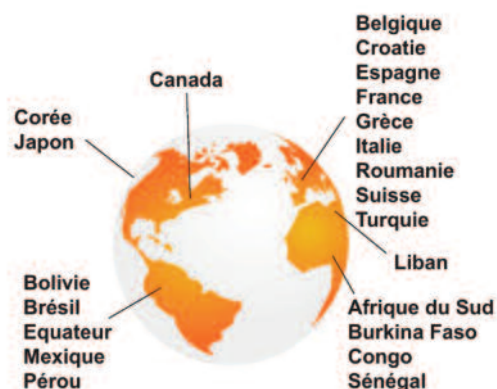 Belgique
Croatie
Espagne
France
Grèce
Italie
Roumanie
Suisse
Turquie
Canada
Corée
Japon
Liban
Bolivie
Brésil
Equateur
Mexique
Pérou
Afrique du Sud
Burkina Faso
Congo
Sénégal